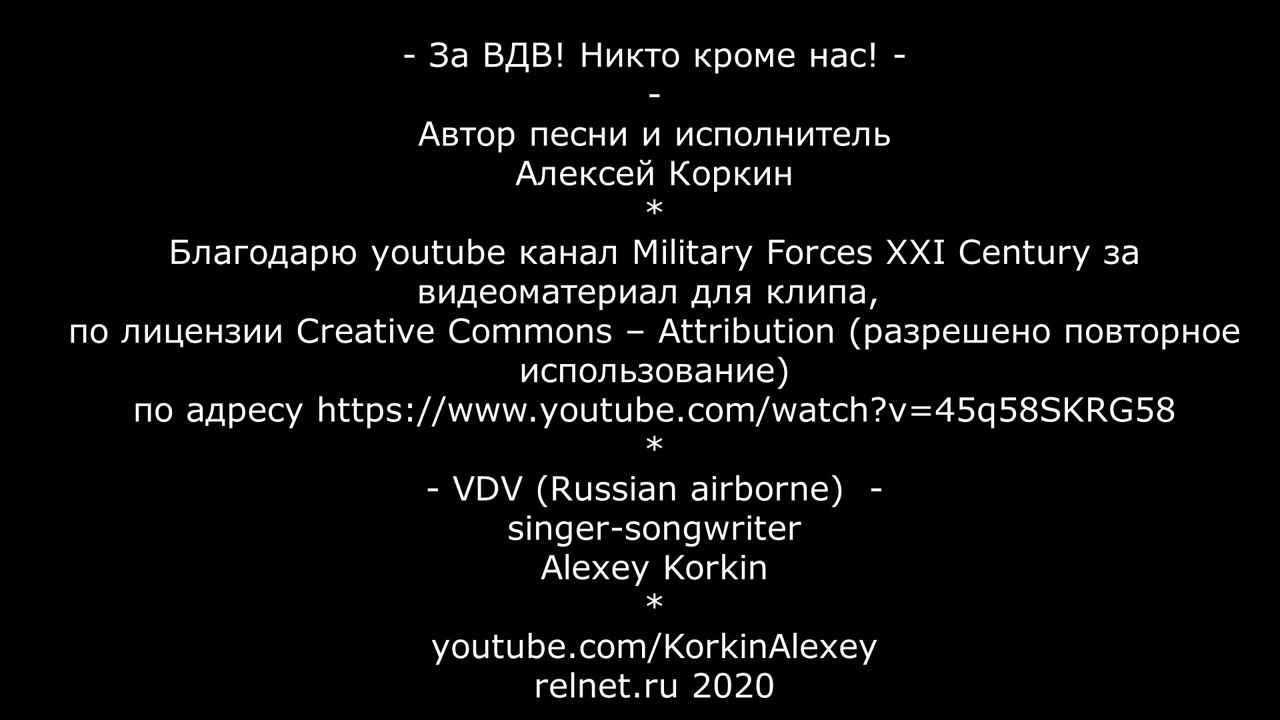 - За ВДВ! Никто кроме нас! -
-
Автор песни и исполнитель
Алексей Коркин
*
Благодарю youtube канал Military Forces XXI Century за
видеоматериал для клипа,
по лицензии Creative Commons – Attribution (разрешено повторное
использование)
по адресу https://www.youtube.com/watch?v=45q58SKRG58
*
- VDV (Russian airborne)  -
singer-songwriter
Alexey Korkin
*
youtube.com/KorkinAlexey
relnet.ru 2020